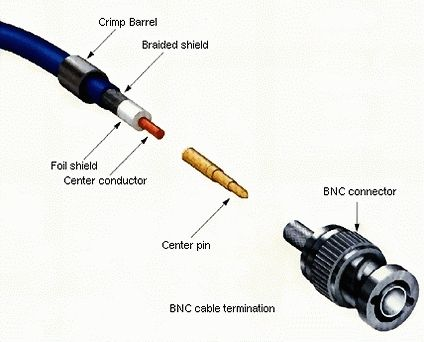 Crimp Barrel
Braided shield
Foil shield
Center conductor
Center pin
BNC connector
BNC cable termination